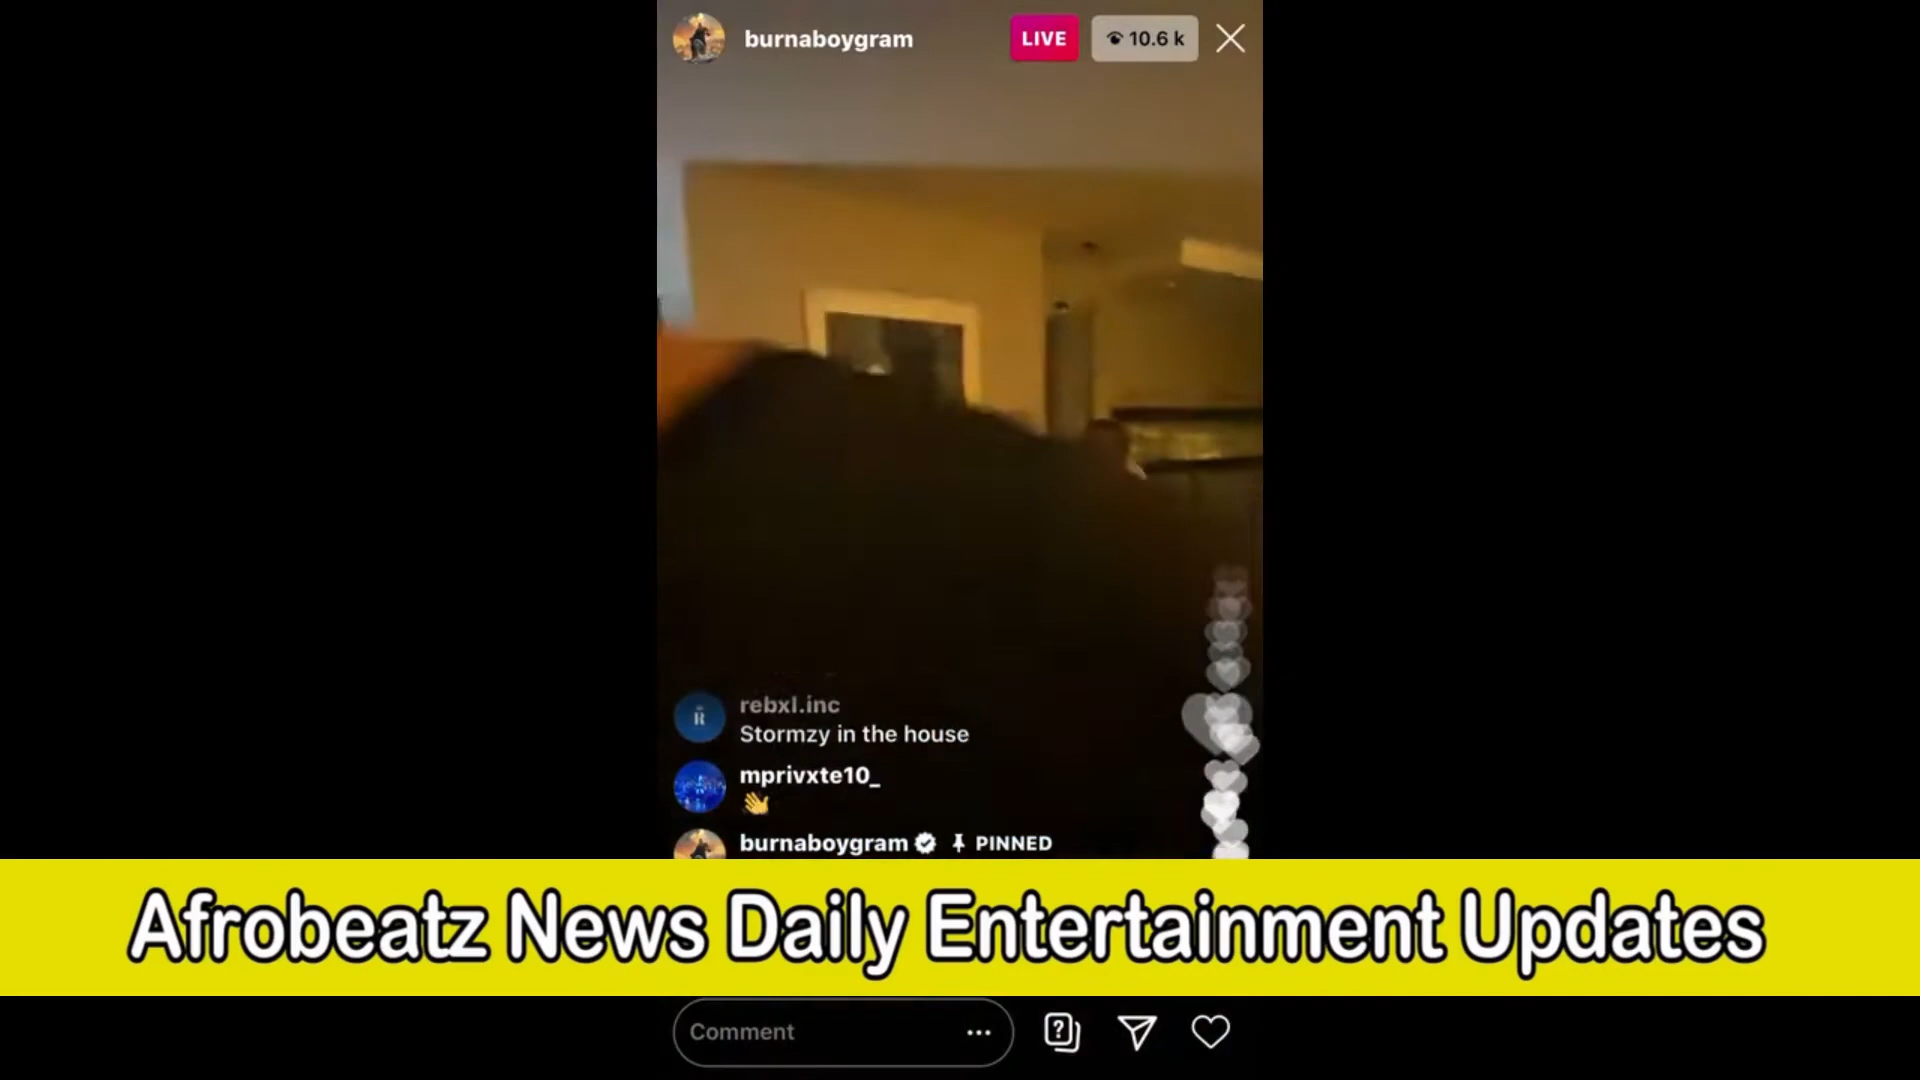 burnaboygram
LIVE
10.6 k
R
rebxl.inc
Stormzy in the house
mprivxte10_
👋
burnaboygram PINNED
Afrobeatz News Daily Entertainment Updates
Comment